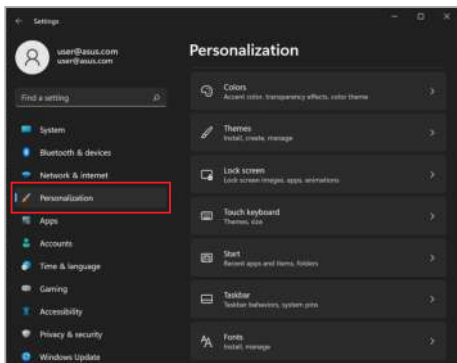 Settings
user@asus.com
user@asus.com
Find a setting
System
Bluetooth & devices
Network & internet
Personalization
Apps
Accounts
Time & language
Gaming
Accessibility
Privacy & security
Windows Update
Personalization
Colors
Accent color, transparency effects, color theme
Themes
Install, create, manage
Lock screen
Lock screen images, apps, animations
Touch keyboard
Themes, size
Start
Recent apps and items, folders
Taskbar
Taskbar behaviors, system pins
Fonts
Install, manage